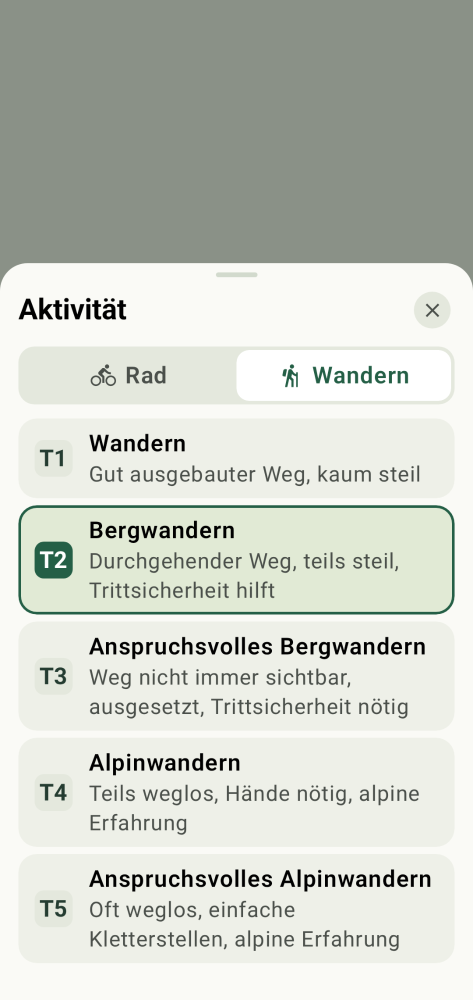 Aktivität
Rad
Wandern
T1
Wandern
Gut ausgebauter Weg, kaum steil
T2
Bergwandern
Durchgehender Weg, teils steil,
Trittsicherheit hilft
T3
Anspruchsvolles Bergwandern
Weg nicht immer sichtbar,
ausgesetzt, Trittsicherheit nötig
T4
Alpinwandern
Teils weglos, Hände nötig, alpine
Erfahrung
T5
Anspruchsvolles Alpinwandern
Oft weglos, einfache
Kletterstellen, alpine Erfahrung